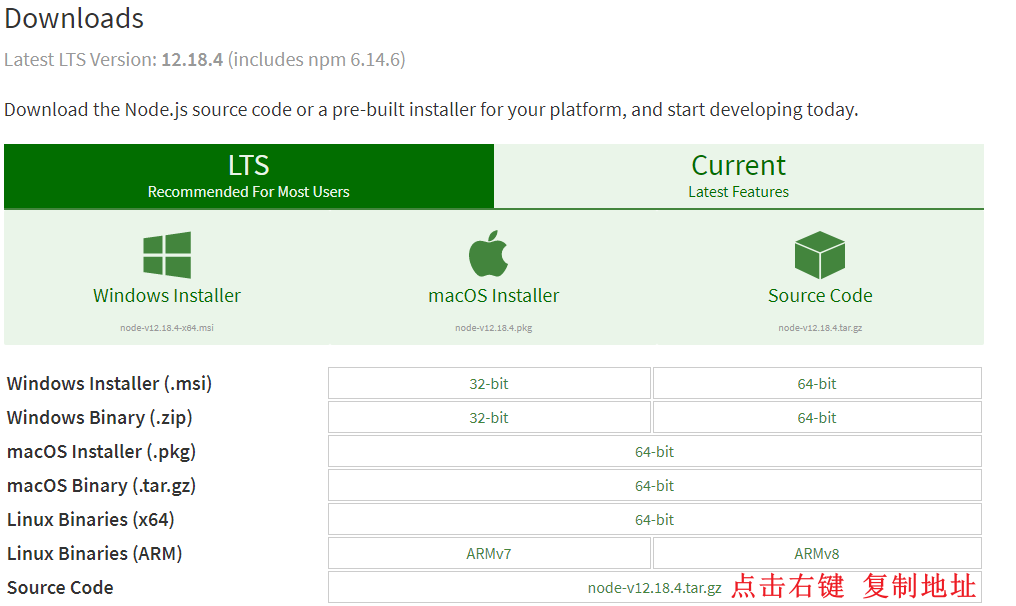 Downloads
Latest LTS Version: 12.18.4 (includes npm 6.14.6)
Download the Node.js source code or a pre-built installer for your platform, and start developing today.
LTS
Recommended For Most Users
Current
Latest Features
Windows Installer
node-v12.18.4-x64.msi
macOS Installer
node-v12.18.4.pkg
Source Code
node-v12.18.4.tar.gz
Windows Installer (.msi) 32-bit 64-bit
Windows Binary (.zip) 32-bit 64-bit
macOS Installer (.pkg) 64-bit
macOS Binary (.tar.gz) 64-bit
Linux Binaries (x64) 64-bit
Linux Binaries (ARM) ARMv7 ARMv8
Source Code node-v12.18.4.tar.gz 点击右键 复制地址